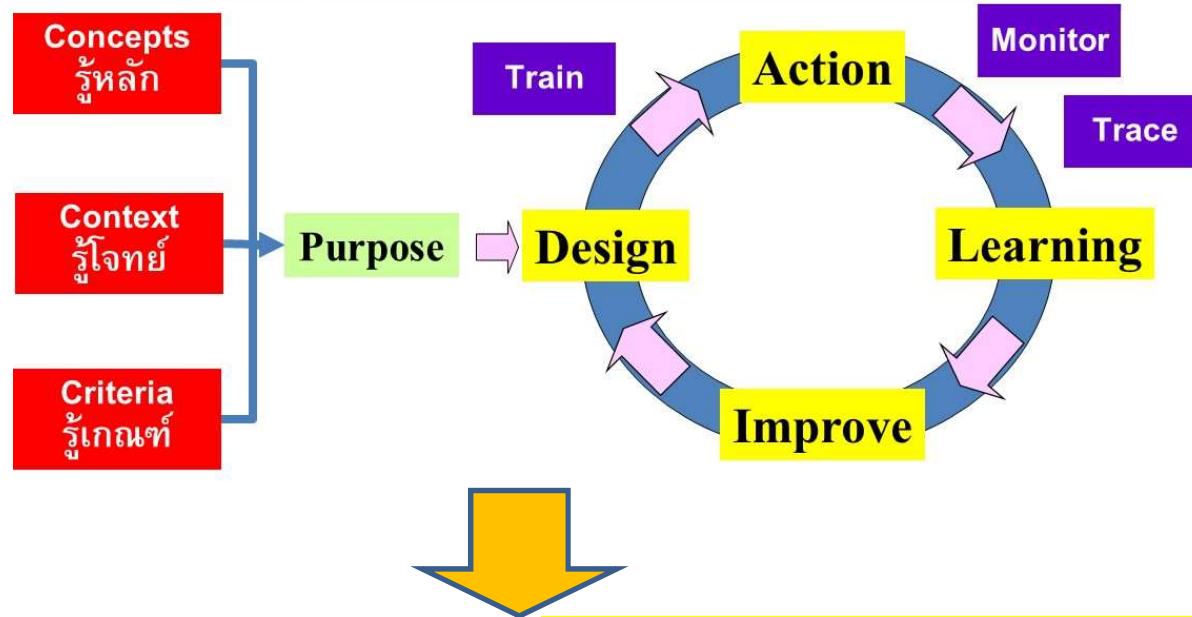 Concepts
รู้หลัก
Context
รู้โจทย์
Criteria
รู้เกณฑ์
Purpose
Design
Train
Action
Monitor
Trace
Learning
Improve